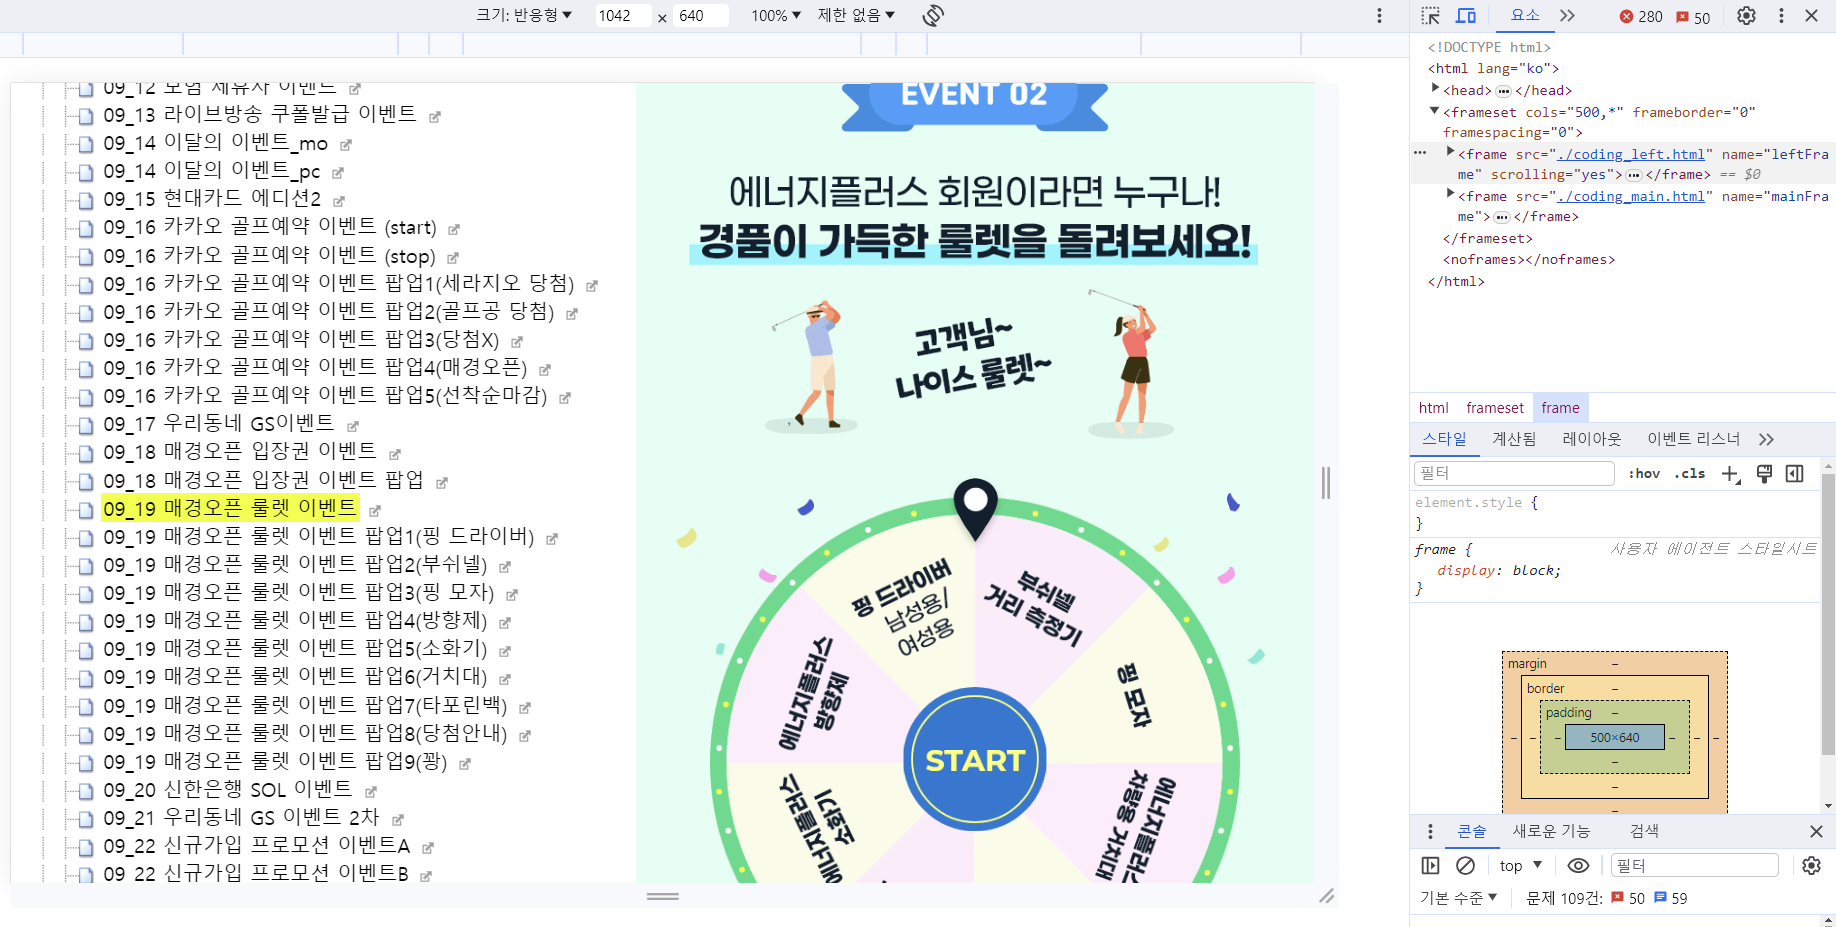 크기: 반응형 1042 × 640 100% 제한 없음
09_12 모럼 제휴사 이벤트
09_13 라이브방송 쿠폴발급 이벤트
09_14 이달의 이벤트_mo
09_14 이달의 이벤트_pc
09_15 현대카드 에디션2
09_16 카카오 골프예약 이벤트 (start)
09_16 카카오 골프예약 이벤트 (stop)
09_16 카카오 골프예약 이벤트 팝업1(세라지오 당첨)
09_16 카카오 골프예약 이벤트 팝업2(골프공 당첨)
09_16 카카오 골프예약 이벤트 팝업3(당첨X)
09_16 카카오 골프예약 이벤트 팝업4(매경오픈)
09_16 카카오 골프예약 이벤트 팝업5(선착순마감)
09_17 우리동네 GS이벤트
09_18 매경오픈 입장권 이벤트
09_18 매경오픈 입장권 이벤트 팝업
09_19 매경오픈 룰렛 이벤트
09_19 매경오픈 룰렛 이벤트 팝업1(핑 드라이버)
09_19 매경오픈 룰렛 이벤트 팝업2(부쉬넬)
09_19 매경오픈 룰렛 이벤트 팝업3(핑 모자)
09_19 매경오픈 룰렛 이벤트 팝업4(방향제)
09_19 매경오픈 룰렛 이벤트 팝업5(소화기)
09_19 매경오픈 룰렛 이벤트 팝업6(거치대)
09_19 매경오픈 룰렛 이벤트 팝업7(타포린백)
09_19 매경오픈 룰렛 이벤트 팝업8(당첨안내)
09_19 매경오픈 룰렛 이벤트 팝업9(꽝)
09_20 신한은행 SOL 이벤트
09_21 우리동네 GS 이벤트 2차
09_22 신규가입 프로모션 이벤트A
09_22 신규가입 프로모션 이벤트B
EVENT 02
에너지플러스 회원이라면 누구나!
경품이 가득한 룰렛을 돌려보세요!
고객님~
나이스 룰렛~
핑 드라이버
남성용/
여성용
부쉬넬
거리 측정기
핑 모자
에너지플러스
차량용 거치대
에너지플러스
방향제
에너지플러스
소화기
START
요소 280 50
<!DOCTYPE html>
<html lang="ko">
<head> ••• </head>
<frameset cols="500,*" frameborder="0"
framespacing="0">
<frame src="./coding_left.html" name="leftFra
me" scrolling="yes"> ••• </frame> == $0
<frame src="./coding_main.html" name="mainFra
me"> ••• </frame>
</frameset>
<noframes></noframes>
</html>
html frameset frame
스타일 계산됨 레이아웃 이벤트 리스너
필터 :hov .cls
element.style {
}
frame { 사용자 에이전트 스타일시트
display: block;
}
margin –
border –
padding –
– – – 500×640 – – –
–
–
–
콘솔 새로운 기능 검색
top 필터
기본 수준 문제 109건: 50 59